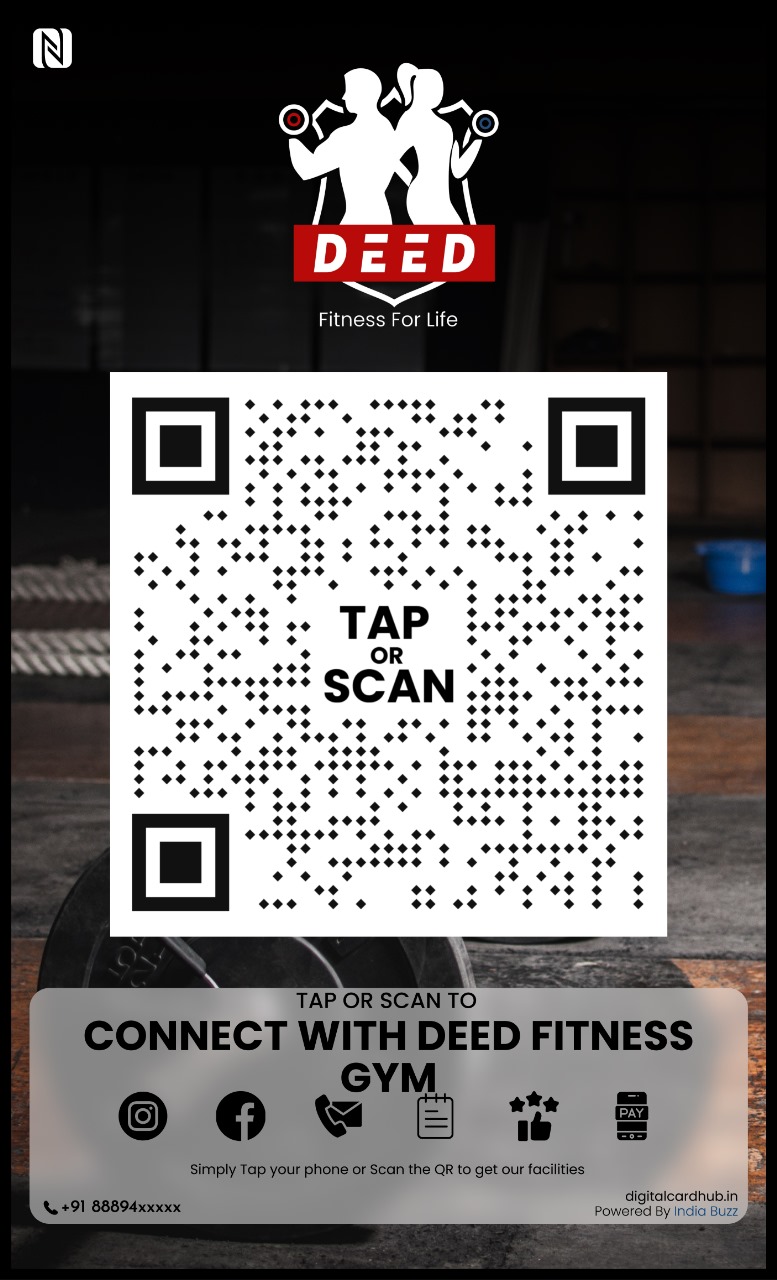 DEED
Fitness For Life
TAP
OR
SCAN
TAP OR SCAN TO
CONNECT WITH DEED FITNESS
GYM
PAY
Simply Tap your phone or Scan the QR to get our facilities
+91 88894xxxxx
digitalcardhub.in
Powered By India Buzz